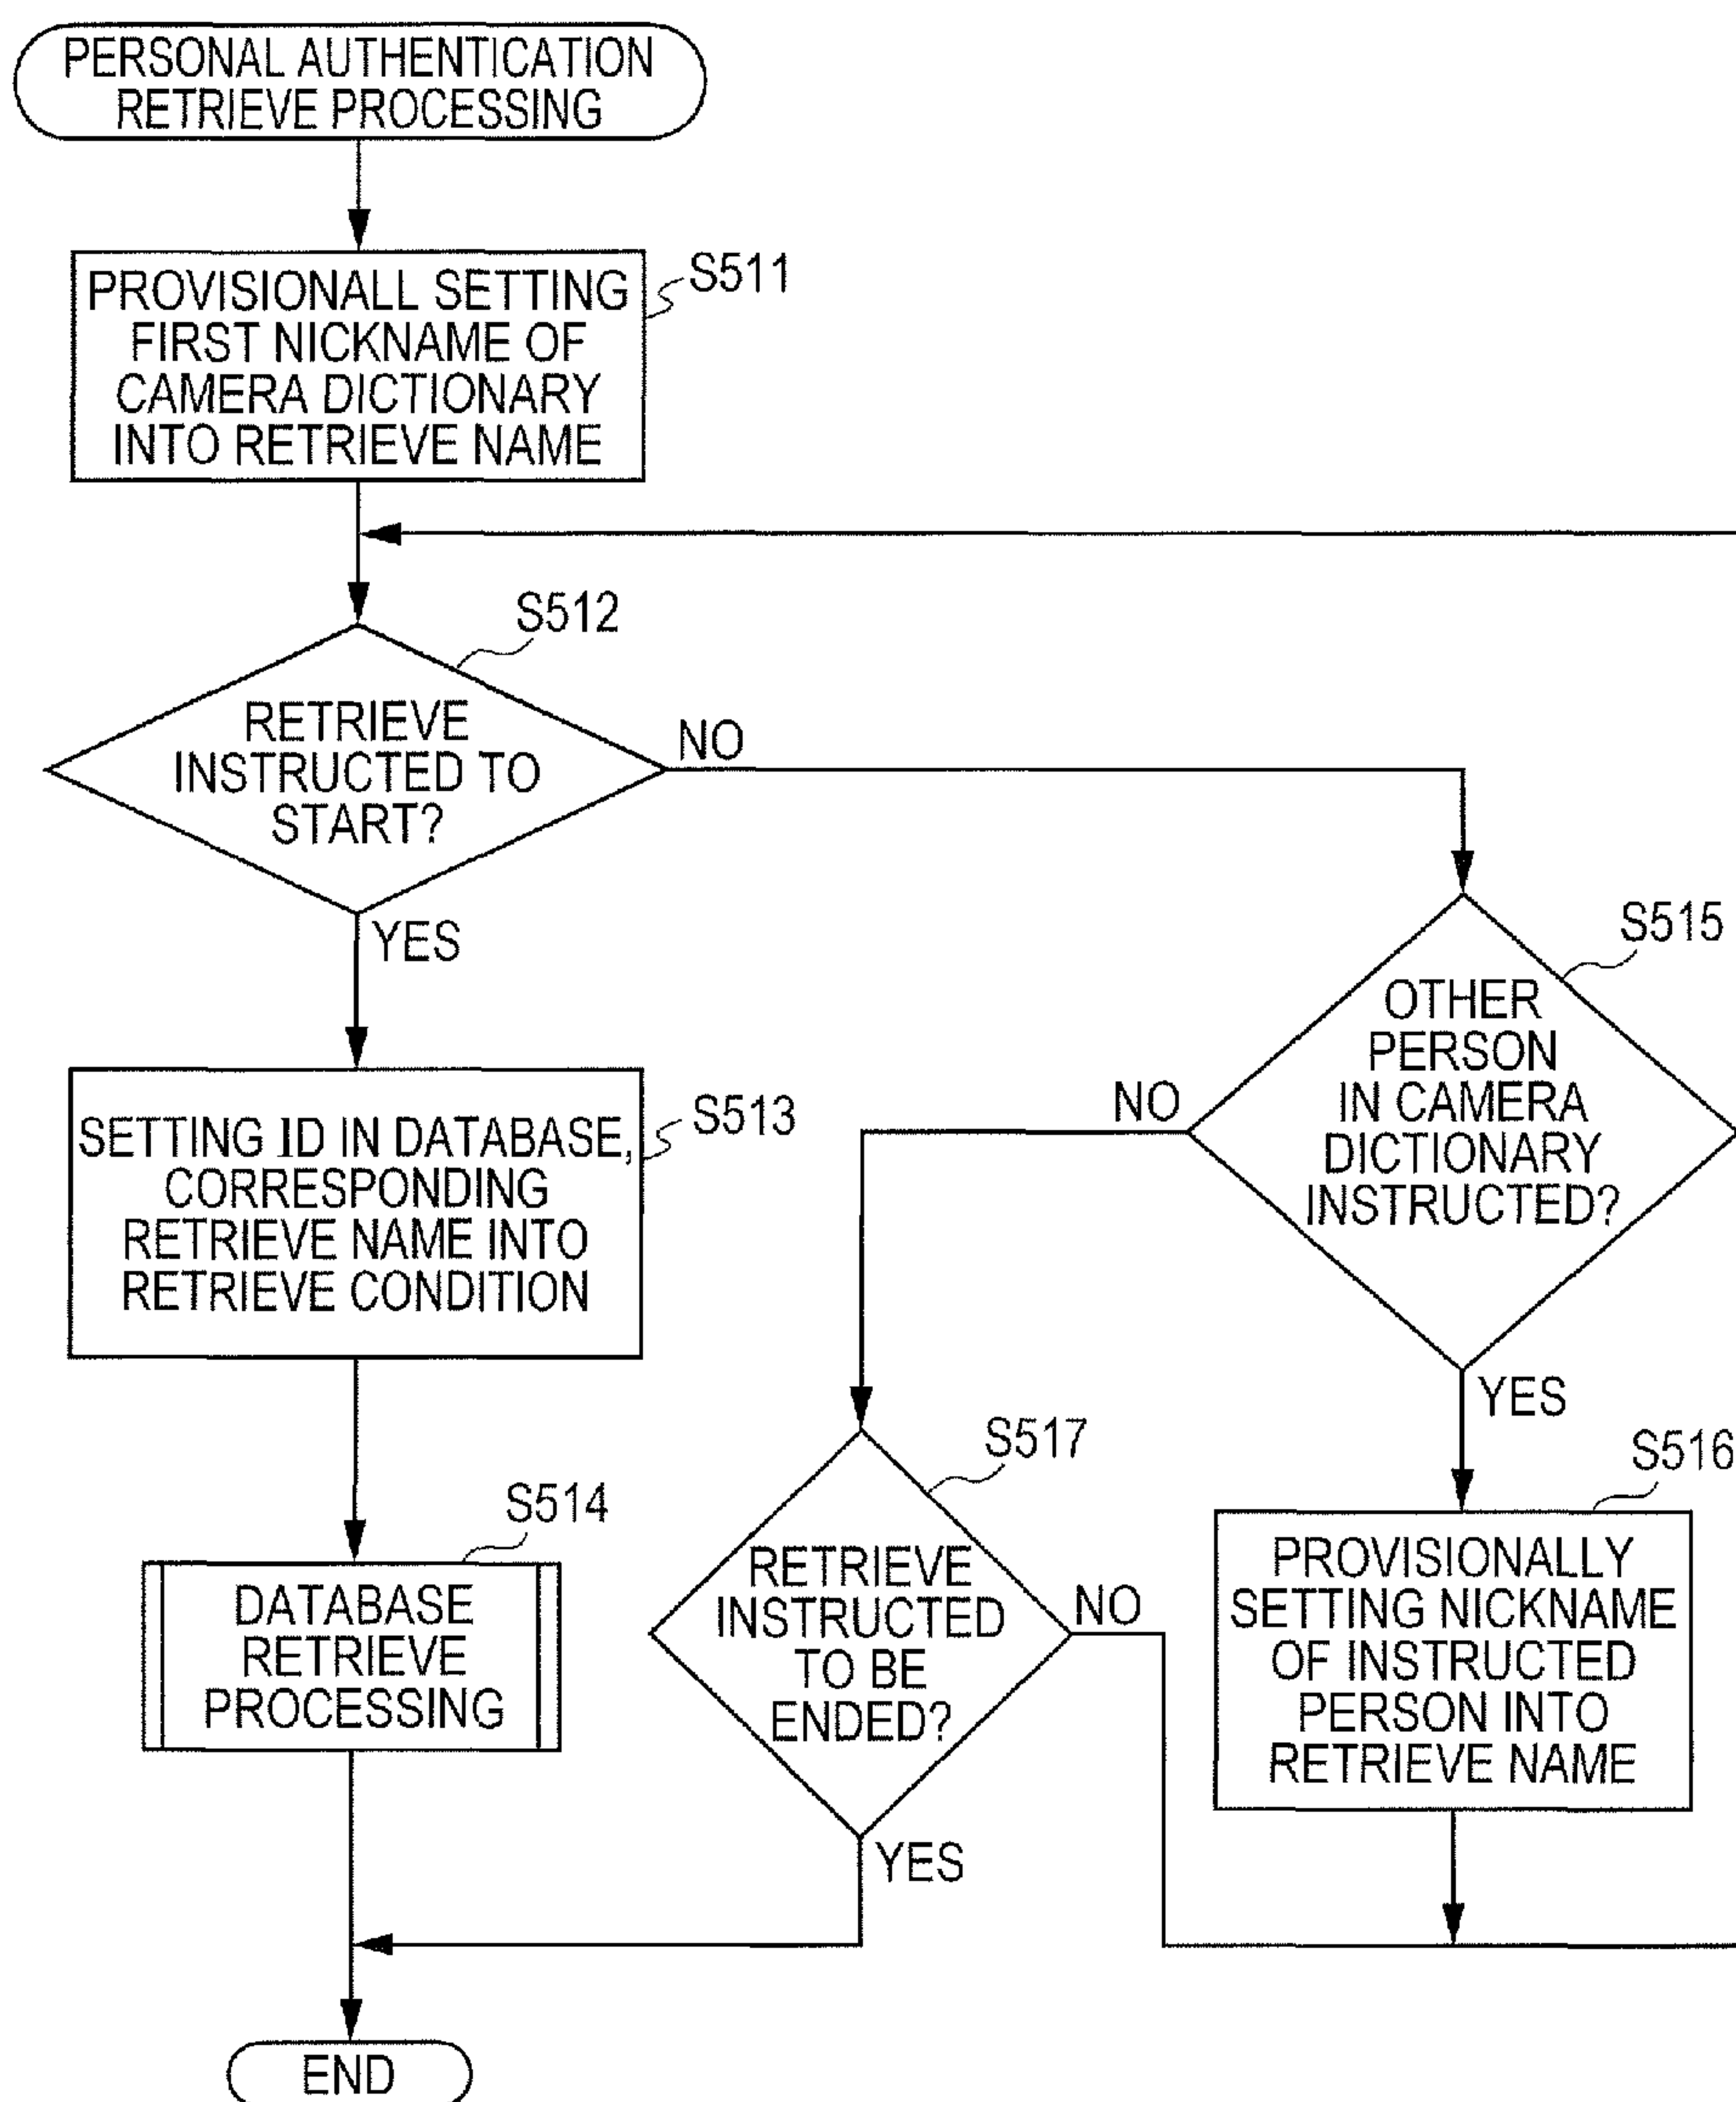 PERSONAL AUTHENTICATION
RETRIEVE PROCESSING
PROVISIONALL SETTING
FIRST NICKNAME OF
CAMERA DICTIONARY
INTO RETRIEVE NAME
S511
S512
RETRIEVE
INSTRUCTED TO
START?
NO
YES
S515
OTHER
PERSON
IN CAMERA
DICTIONARY
INSTRUCTED?
NO
YES
S513
SETTING ID IN DATABASE,
CORRESPONDING
RETRIEVE NAME INTO
RETRIEVE CONDITION
S517
RETRIEVE
INSTRUCTED
TO BE
ENDED?
NO
YES
S516
PROVISIONALLY
SETTING NICKNAME
OF INSTRUCTED
PERSON INTO
RETRIEVE NAME
S514
DATABASE
RETRIEVE
PROCESSING
END